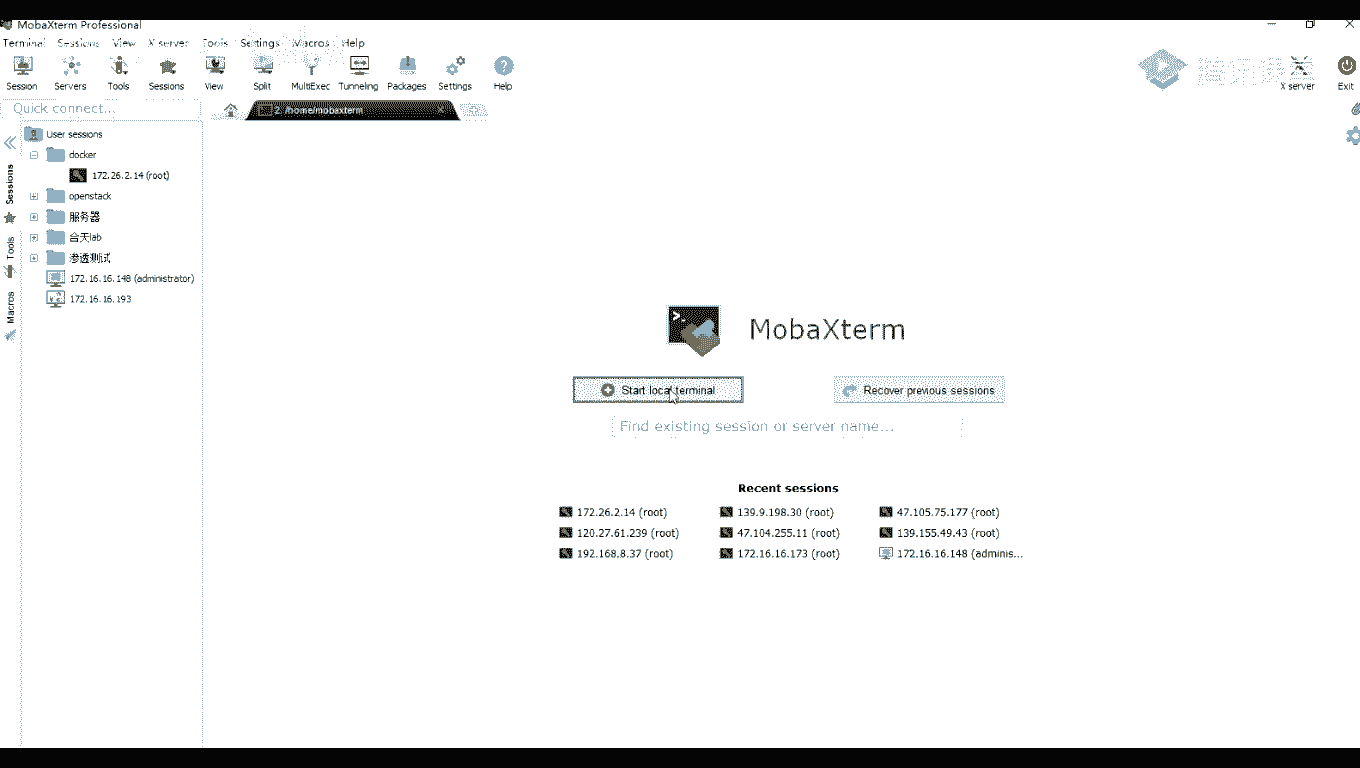 MobaXterm Professional
Terminal Sessions View X server Tools Settings Macros Help
Session Servers Tools Sessions View Split MultiExec Tunneling Packages Settings Help
X server Exit
Quick connect...
2. /home/mobaxterm
User sessions
docker
172.26.2.14 (root)
openstack
服务器
合天lab
渗透测试
172.16.16.148 (administrator)
172.16.16.193
Sessions
Tools
Macros
MobaXterm
Start local terminal
Recover previous sessions
Find existing session or server name...
Recent sessions
172.26.2.14 (root) 139.9.198.30 (root) 47.105.75.177 (root)
120.27.61.239 (root) 47.104.255.11 (root) 139.155.49.43 (root)
192.168.8.37 (root) 172.16.16.173 (root) 172.16.16.148 (adminis...